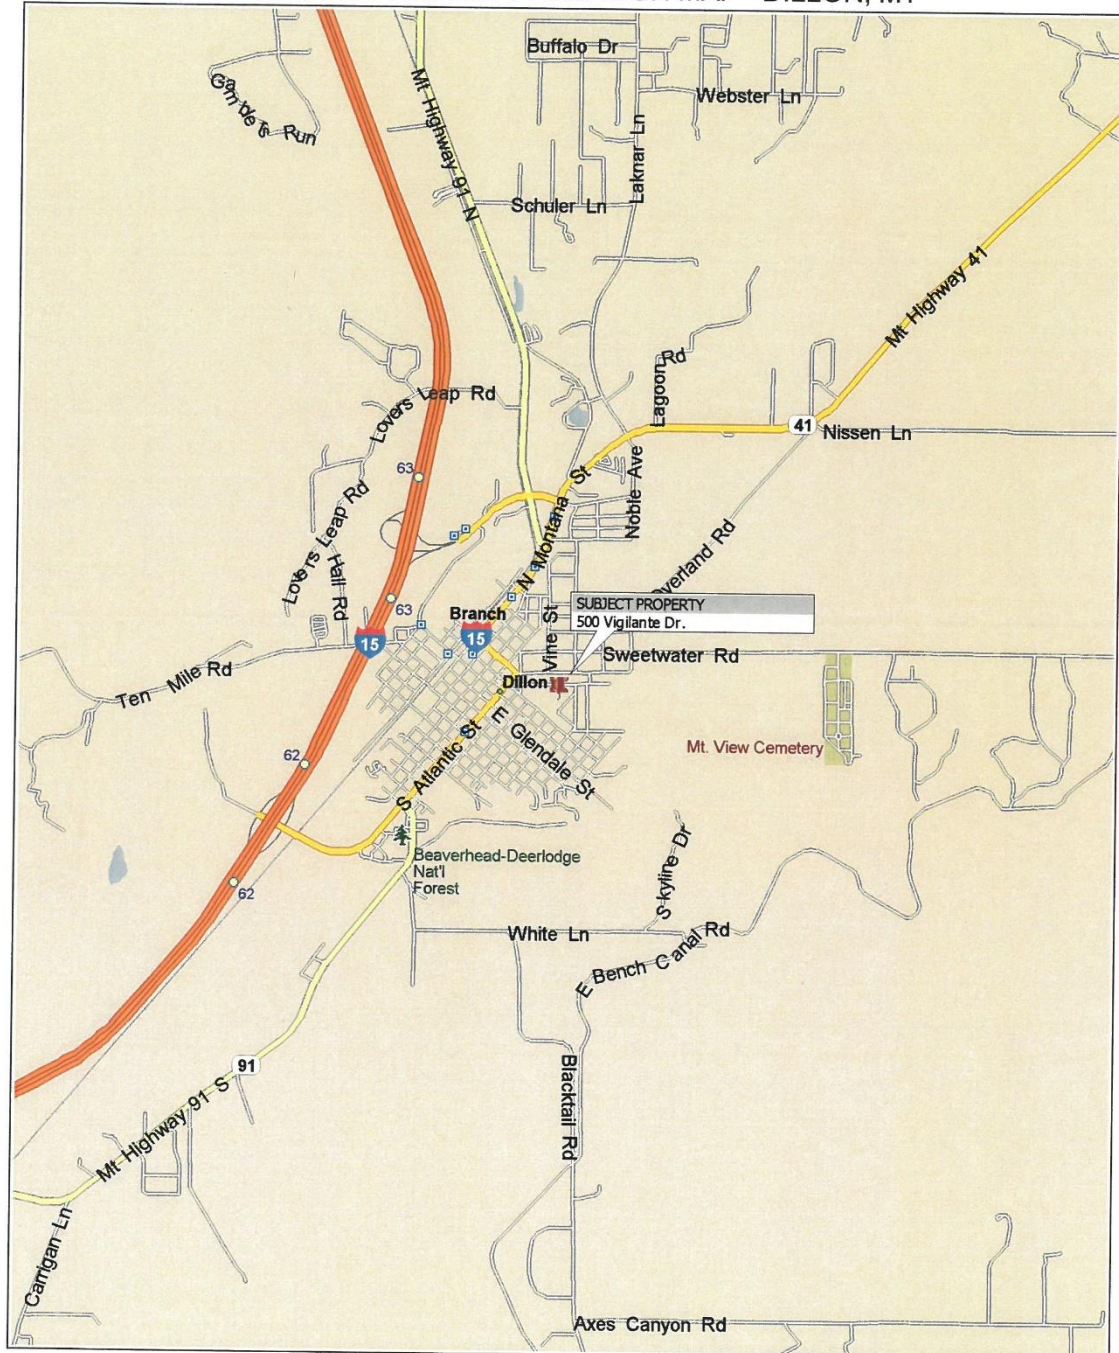 DILLON, MT
Buffalo Dr
Gambler's Run
Mt Highway 91 N
Webster Ln
Laknar Ln
Schuler Ln
Mt Highway 41
Lagoon Rd
Lovers Leap Rd
41
Nissen Ln
63
N Montana St
Noble Ave
Lovers Leap Rd
Hall Rd
Overland Rd
63
Branch
SUBJECT PROPERTY
500 Vigilante Dr.
15
15
Vine St
Sweetwater Rd
Ten Mile Rd
Dillon
E Glendale St
S Atlantic St
Mt. View Cemetery
62
Beaverhead-Deerlodge
Nat'l
Forest
Skyline Dr
62
White Ln
E Bench Canal Rd
91
Blacktail Rd
Mt Highway 91 S
Carrigan Ln
Axes Canyon Rd